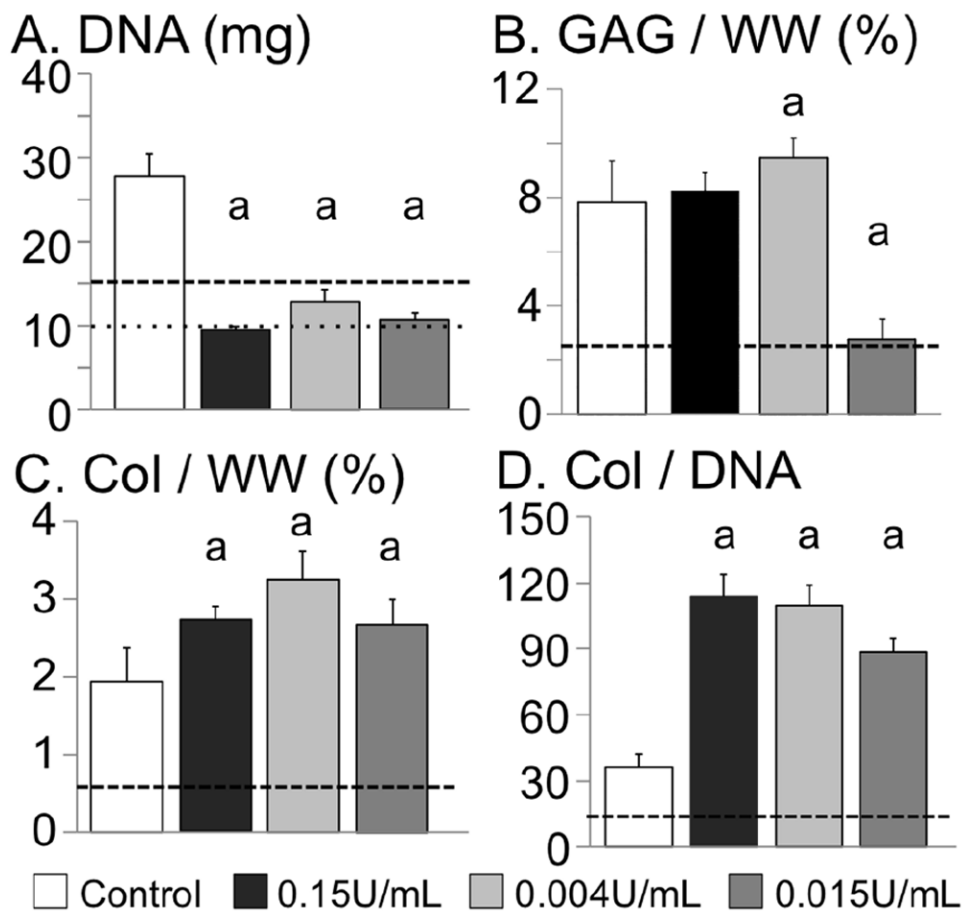 A. DNA (mg)
40
30
20
10
0
a a a
B. GAG / WW (%)
12
8
4
0
a
a
C. Col / WW (%)
4
3
2
1
0
a a a
D. Col / DNA
150
120
90
60
30
0
a a a
Control 0.15U/mL 0.004U/mL 0.015U/mL